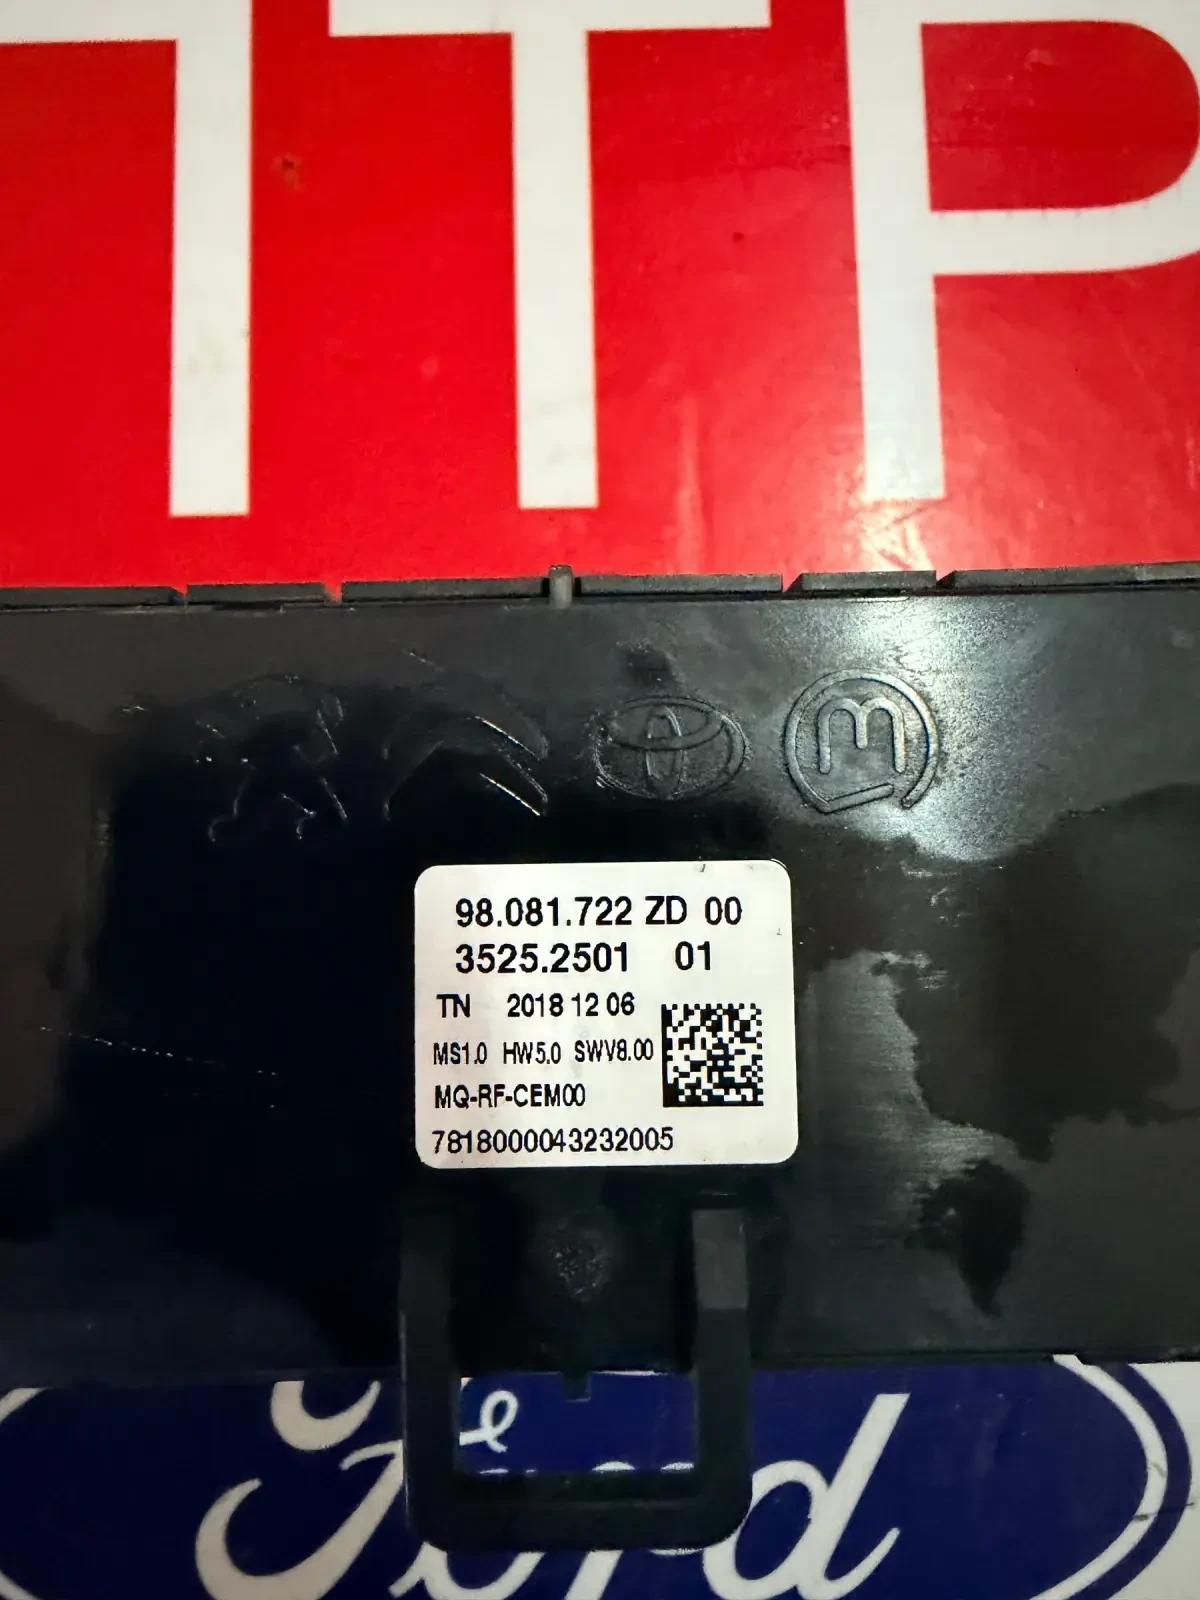 TTP
98.081.722 ZD 00
3525.2501 01
TN 2018 12 06
MS1.0 HW5.0 SWV8.00
MQ-RF-CEM00
7818000043232005
Ford